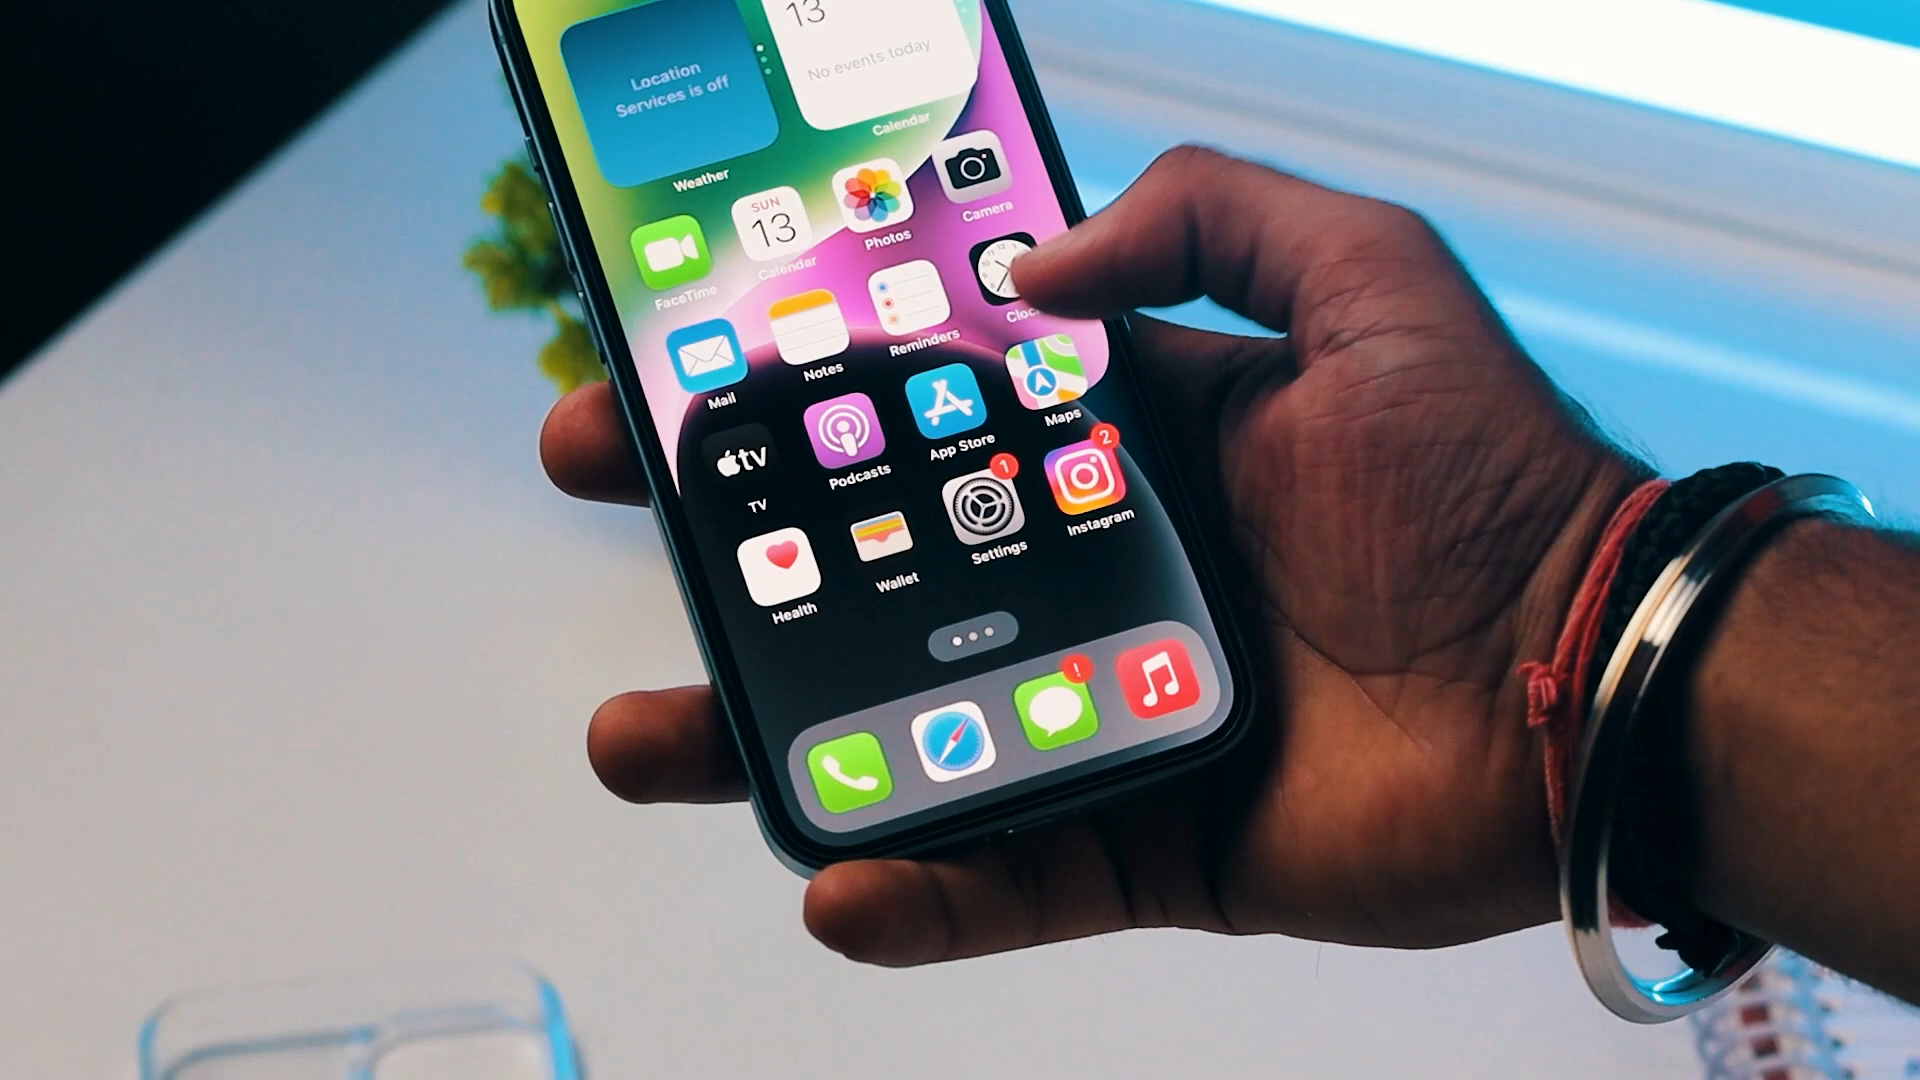 13
No events today
Calendar
Location
Services is off
Weather
SUN
13
FaceTime
Calendar
Photos
Camera
Mail
Notes
Reminders
Cloc
tv
TV
Podcasts
App Store
Maps
Health
Wallet
1
Settings
2
Instagram
!